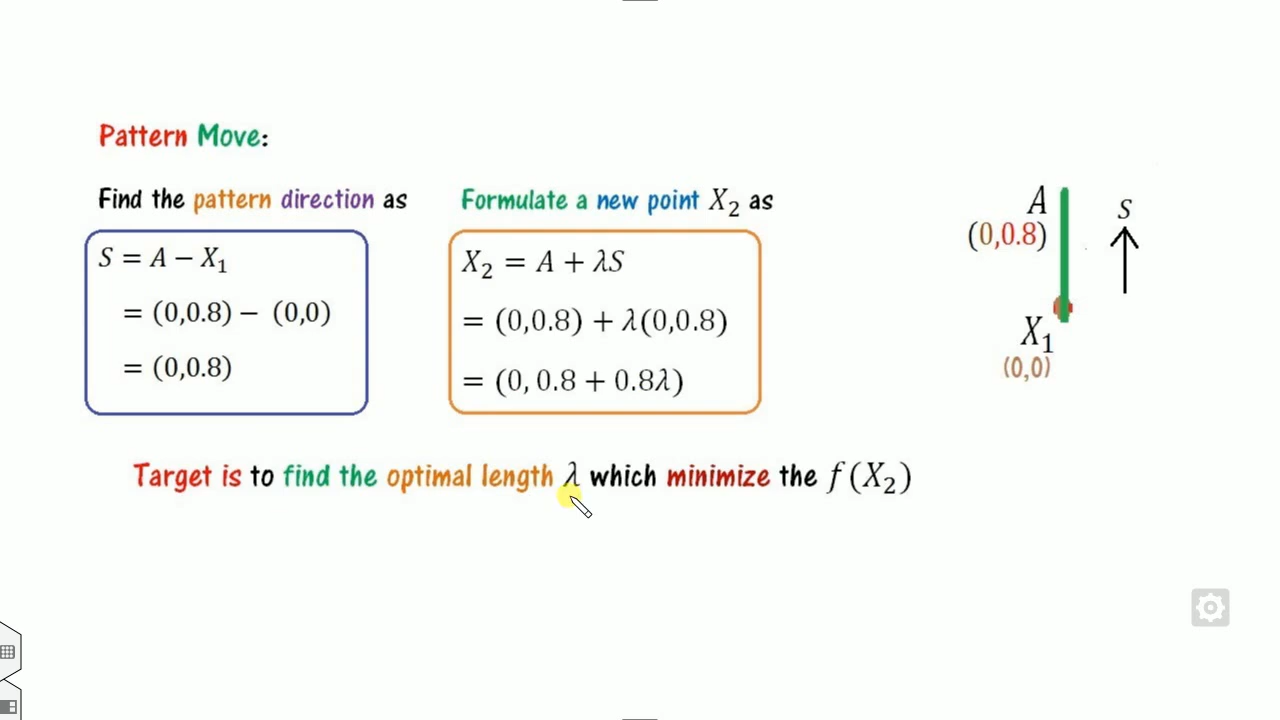 Pattern Move:
Find the pattern direction as
S = A − X₁
= (0,0.8) − (0,0)
= (0,0.8)
Formulate a new point X₂ as
X₂ = A + λS
= (0,0.8) + λ(0,0.8)
= (0, 0.8 + 0.8λ)
A
(0,0.8)
S
X₁
(0,0)
Target is to find the optimal length λ which minimize the f(X₂)